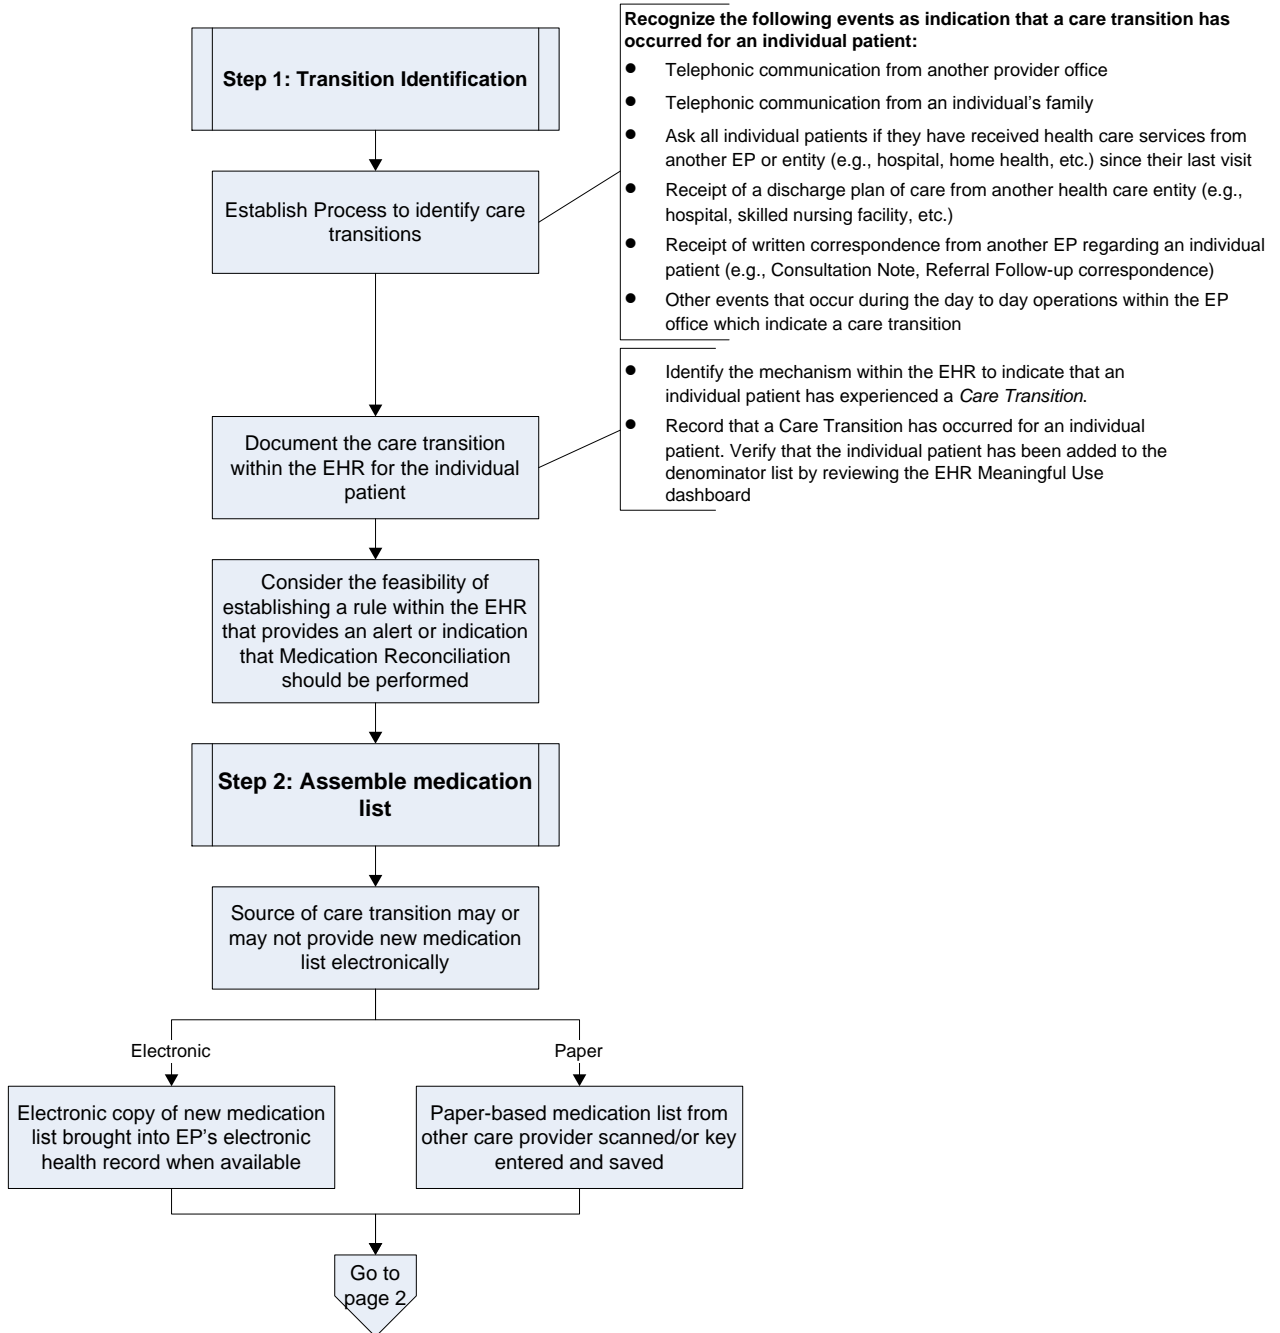 Step 1: Transition Identification
Establish Process to identify care
transitions
Recognize the following events as indication that a care transition has
occurred for an individual patient:
● Telephonic communication from another provider office
● Telephonic communication from an individual's family
● Ask all individual patients if they have received health care services from
another EP or entity (e.g., hospital, home health, etc.) since their last visit
● Receipt of a discharge plan of care from another health care entity (e.g.,
hospital, skilled nursing facility, etc.)
● Receipt of written correspondence from another EP regarding an individual
patient (e.g., Consultation Note, Referral Follow-up correspondence)
● Other events that occur during the day to day operations within the EP
office which indicate a care transition
Document the care transition
within the EHR for the individual
patient
● Identify the mechanism within the EHR to indicate that an
individual patient has experienced a Care Transition.
● Record that a Care Transition has occurred for an individual
patient. Verify that the individual patient has been added to the
denominator list by reviewing the EHR Meaningful Use
dashboard
Consider the feasibility of
establishing a rule within the EHR
that provides an alert or indication
that Medication Reconciliation
should be performed
Step 2: Assemble medication
list
Source of care transition may or
may not provide new medication
list electronically
Electronic
Electronic copy of new medication
list brought into EP's electronic
health record when available
Paper
Paper-based medication list from
other care provider scanned/or key
entered and saved
Go to
page 2